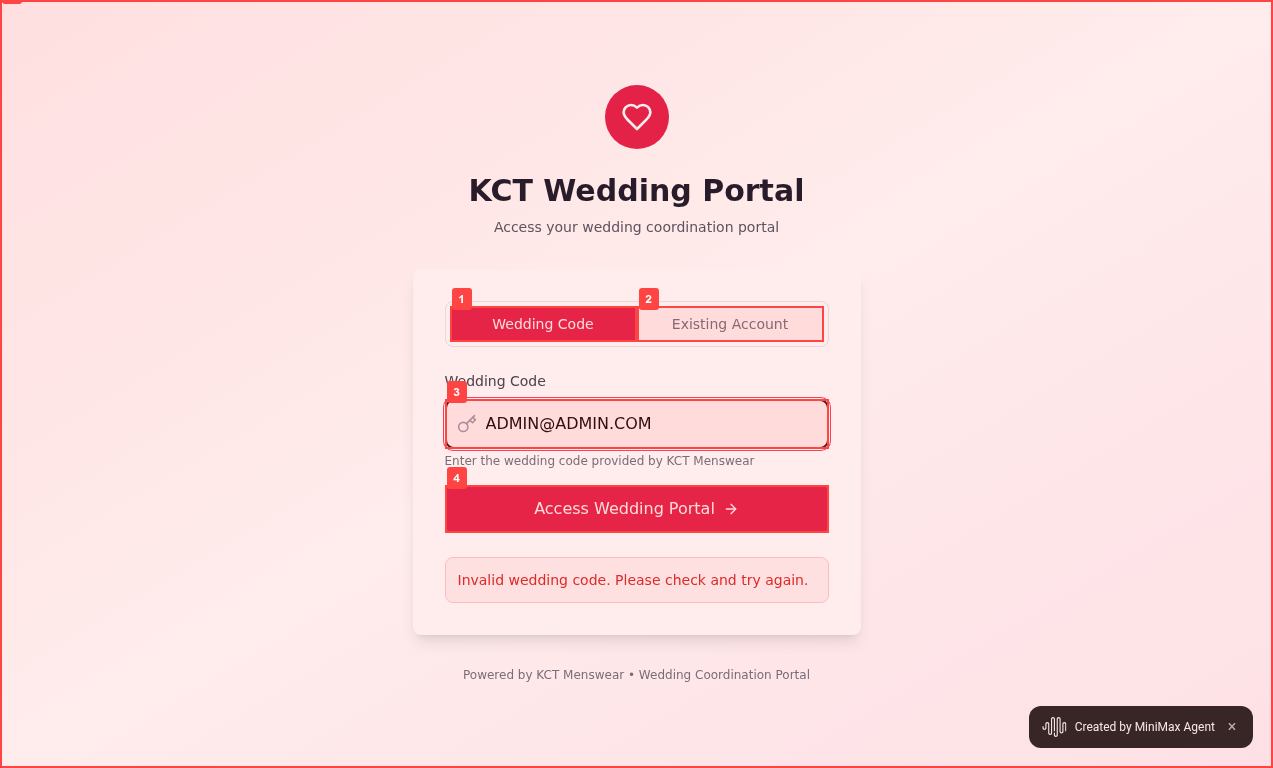 KCT Wedding Portal
Access your wedding coordination portal
1
2
Wedding Code
Existing Account
Wedding Code
3
ADMIN@ADMIN.COM
Enter the wedding code provided by KCT Menswear
4
Access Wedding Portal →
Invalid wedding code. Please check and try again.
Powered by KCT Menswear • Wedding Coordination Portal
Created by MiniMax Agent ×